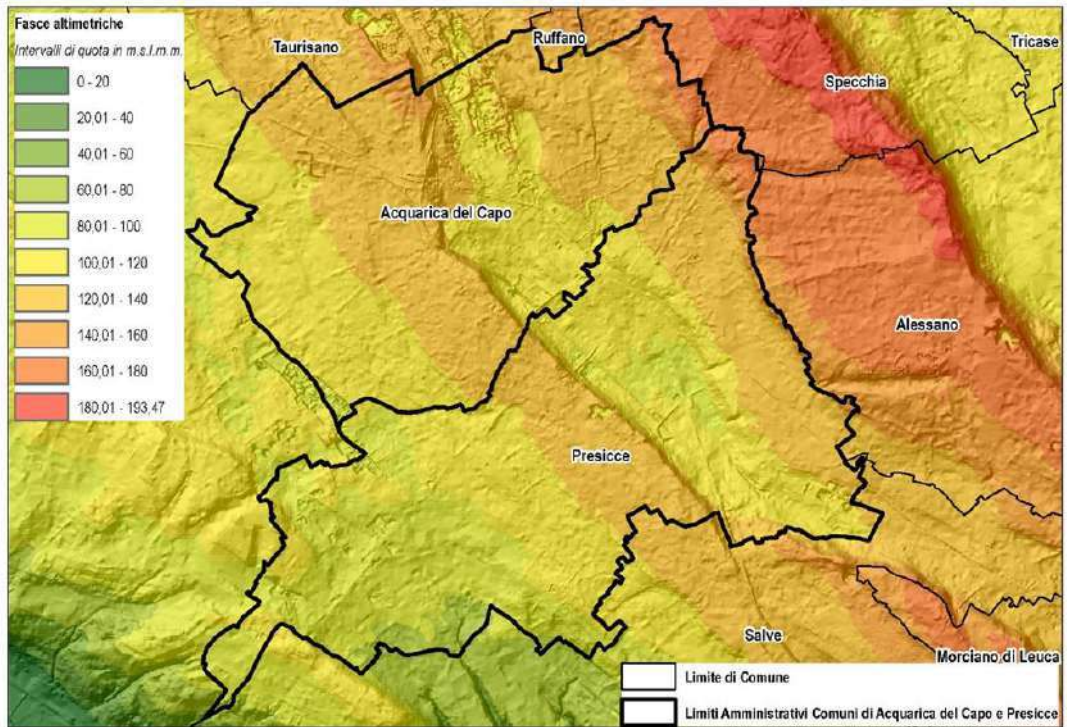 Fasce altimetriche
Intervalli di quota in m.s.l.m.m.
0 - 20
20,01 - 40
40,01 - 60
60,01 - 80
80,01 - 100
100,01 - 120
120,01 - 140
140,01 - 160
160,01 - 180
180,01 - 193,47
Taurisano
Ruffano
Tricase
Specchia
Acquarica del Capo
Alessano
Presicce
Salve
Morciano di Leuca
Limite di Comune
Limiti Amministrativi Comuni di Acquarica del Capo e Presicce